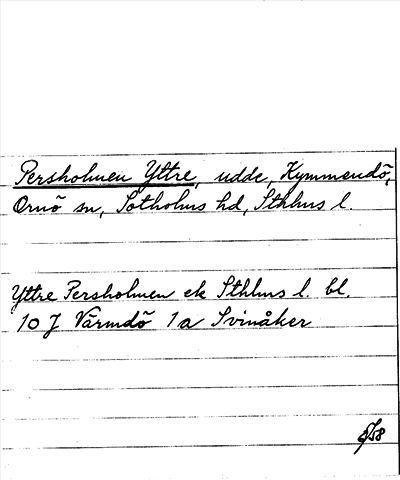 Persholmen Yttre, udde, Kymmendö,
Ornö sn, Sotholms hd, Sthlms l.
Yttre Persholmen ek Sthlms l. bl.
10 J Värmdö 1a Svinåker